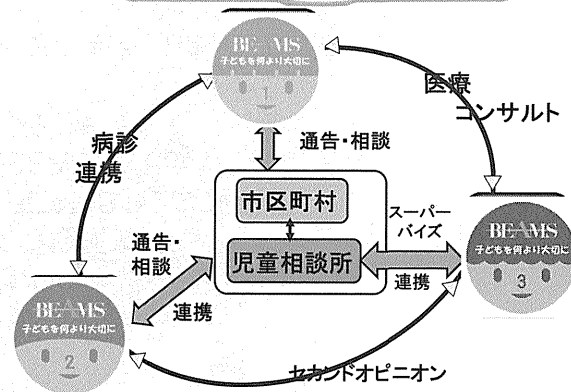 BEAMS
子どもを何より大切に
1
医療
コンサルト
病診
連携
通告・相談
市区町村
児童相談所
スーパー
バイズ
連携
通告・
相談
連携
BEAMS
子どもを何より大切に
3
BEAMS
子どもを何より大切に
2
セカンドオピニオン